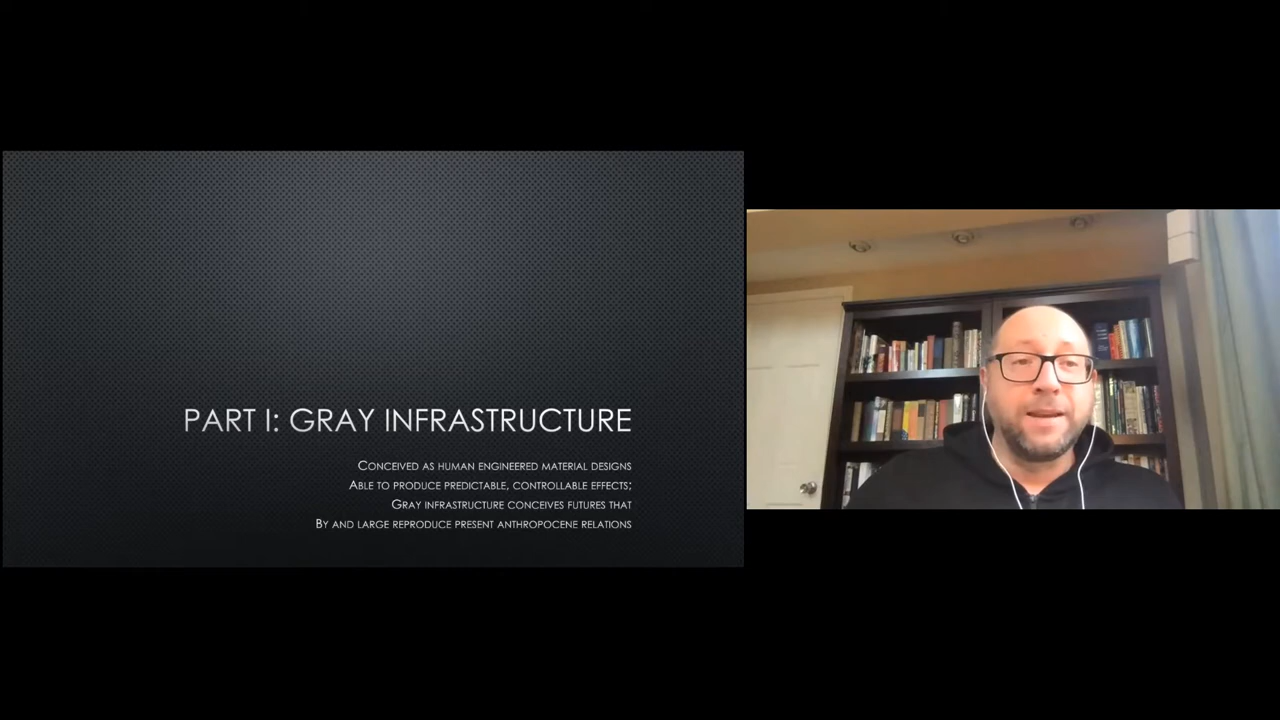 PART I: GRAY INFRASTRUCTURE
CONCEIVED AS HUMAN ENGINEERED MATERIAL DESIGNS
ABLE TO PRODUCE PREDICTABLE, CONTROLLABLE EFFECTS;
GRAY INFRASTRUCTURE CONCEIVES FUTURES THAT
BY AND LARGE REPRODUCE PRESENT ANTHROPOCENE RELATIONS